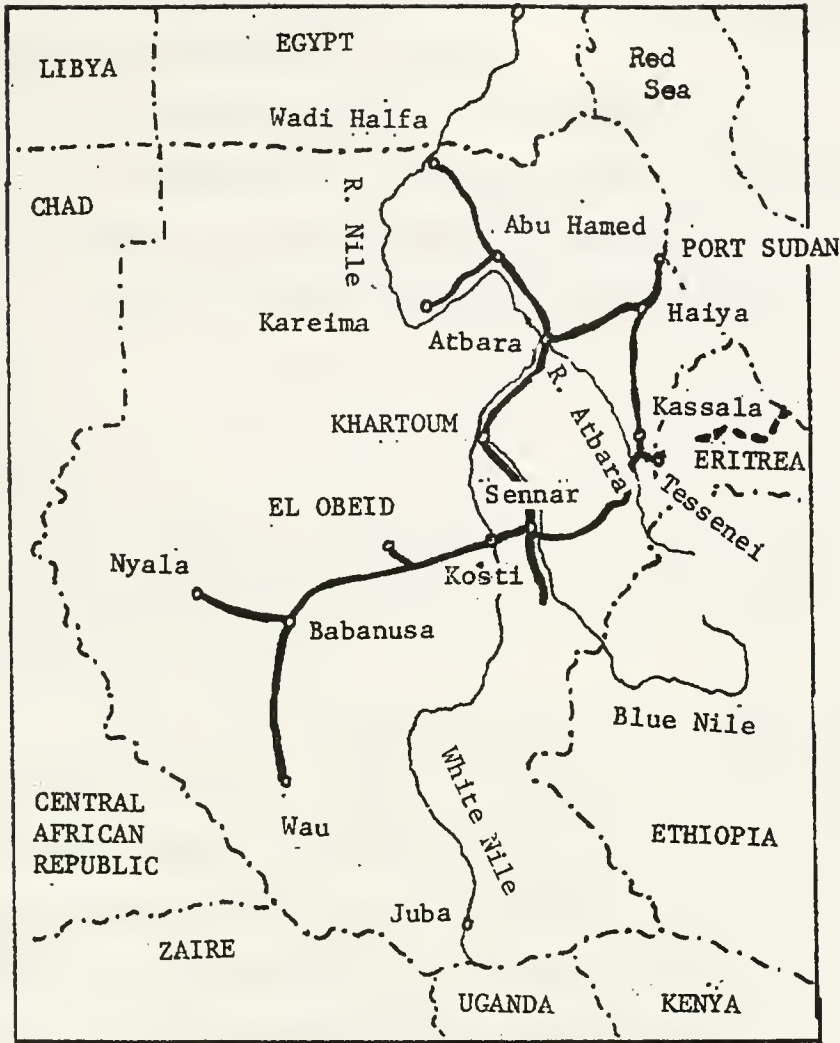 EGYPT
LIBYA
Red
Sea
Wadi Halfa
CHAD
R. Nile
Abu Hamed
PORT SUDAN
Kareima
Haiya
Atbara
R. Atbara
KHARTOUM
Kassala
ERITREA
Sennar
Tessenei
EL OBEID
Nyala
Kosti
Babanusa
Blue Nile
White Nile
CENTRAL
AFRICAN
REPUBLIC
Wau
ETHIOPIA
Juba
ZAIRE
UGANDA
KENYA